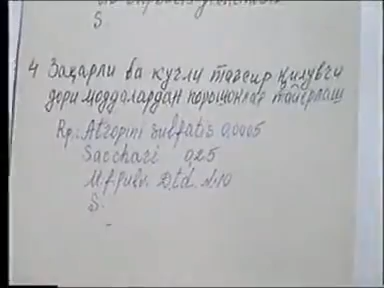 S.
4 Заҳарли ва кучли таъсир қилувчи
дори моддалардан порошоклар тайёрлаш
Rp: Atropini sulfatis 0,0005
Sacchari 0,25
M.f. pulv. D.t.d. №10
S.